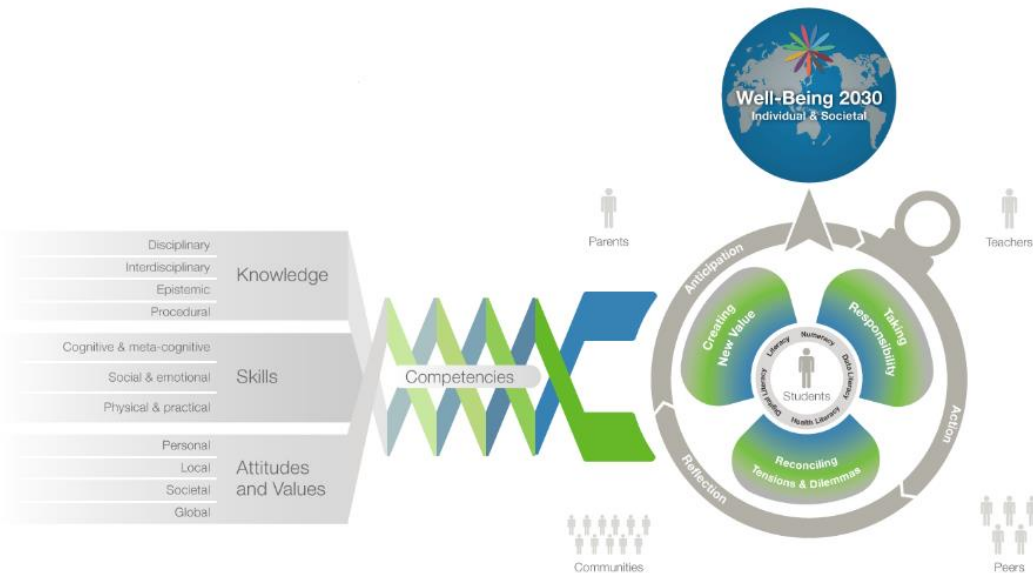 Well-Being 2030
Individual & Societal
Parents
Teachers
Disciplinary
Interdisciplinary
Epistemic
Procedural
Knowledge
Cognitive & meta-cognitive
Social & emotional
Physical & practical
Skills
Personal
Local
Societal
Global
Attitudes
and Values
Competencies
Anticipation
Action
Reflection
Creating
New Value
Taking
Responsibility
Reconciling
Tensions & Dilemmas
Literacy
Numeracy
Data Literacy
Health Literacy
Digital Literacy
Students
Communities
Peers